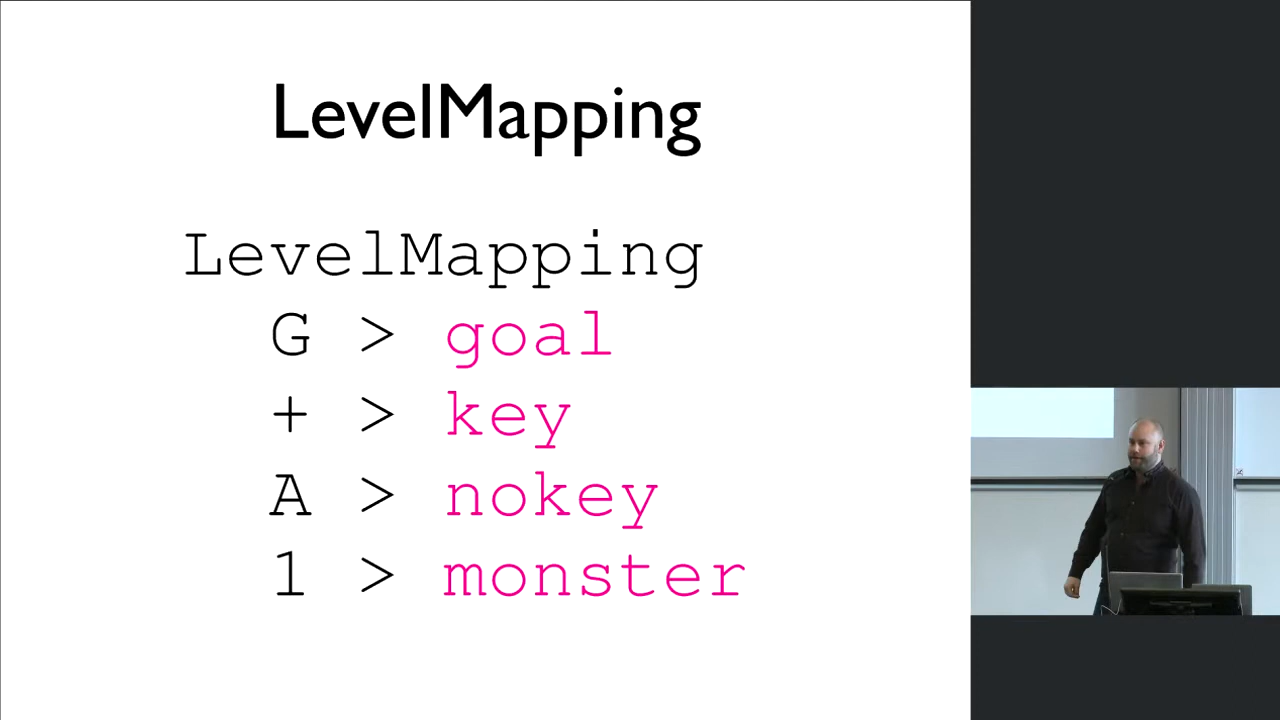 LevelMapping
LevelMapping
G > goal
+ > key
A > nokey
1 > monster